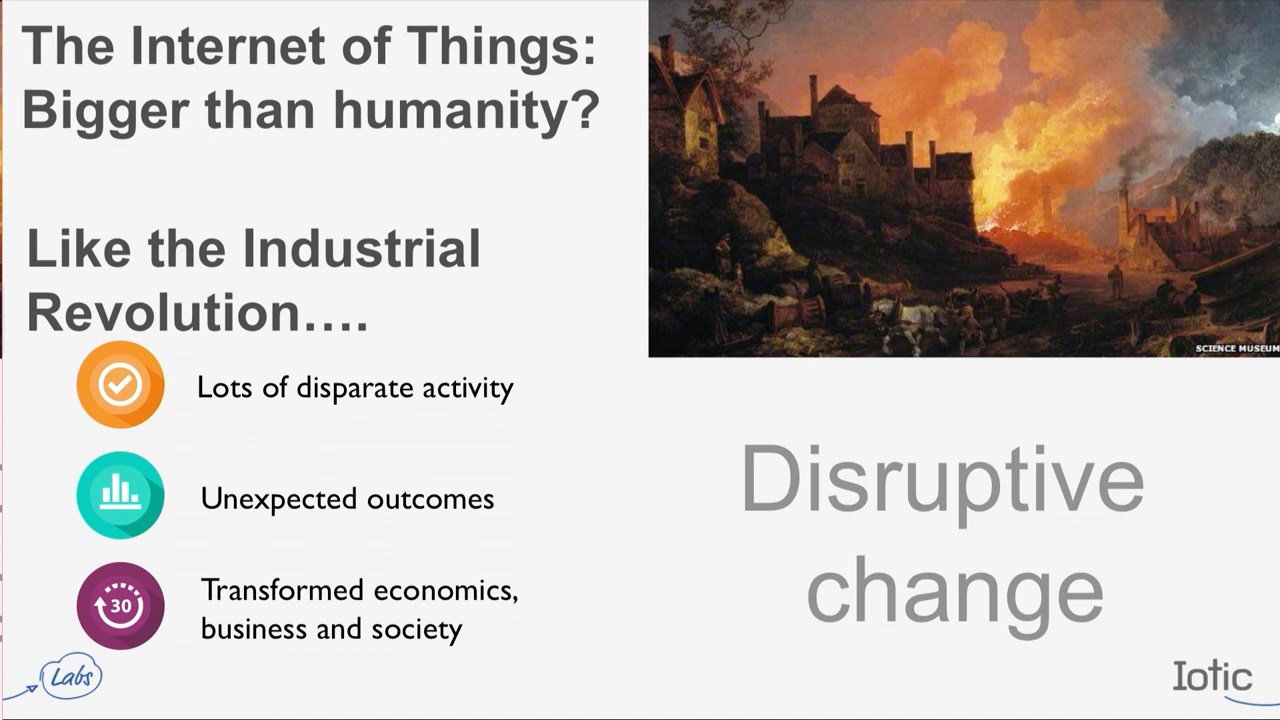 The Internet of Things:
Bigger than humanity?
Like the Industrial
Revolution....
Lots of disparate activity
Unexpected outcomes
30
Transformed economics,
business and society
SCIENCE MUSEUM
Disruptive
change
Labs
Iotic